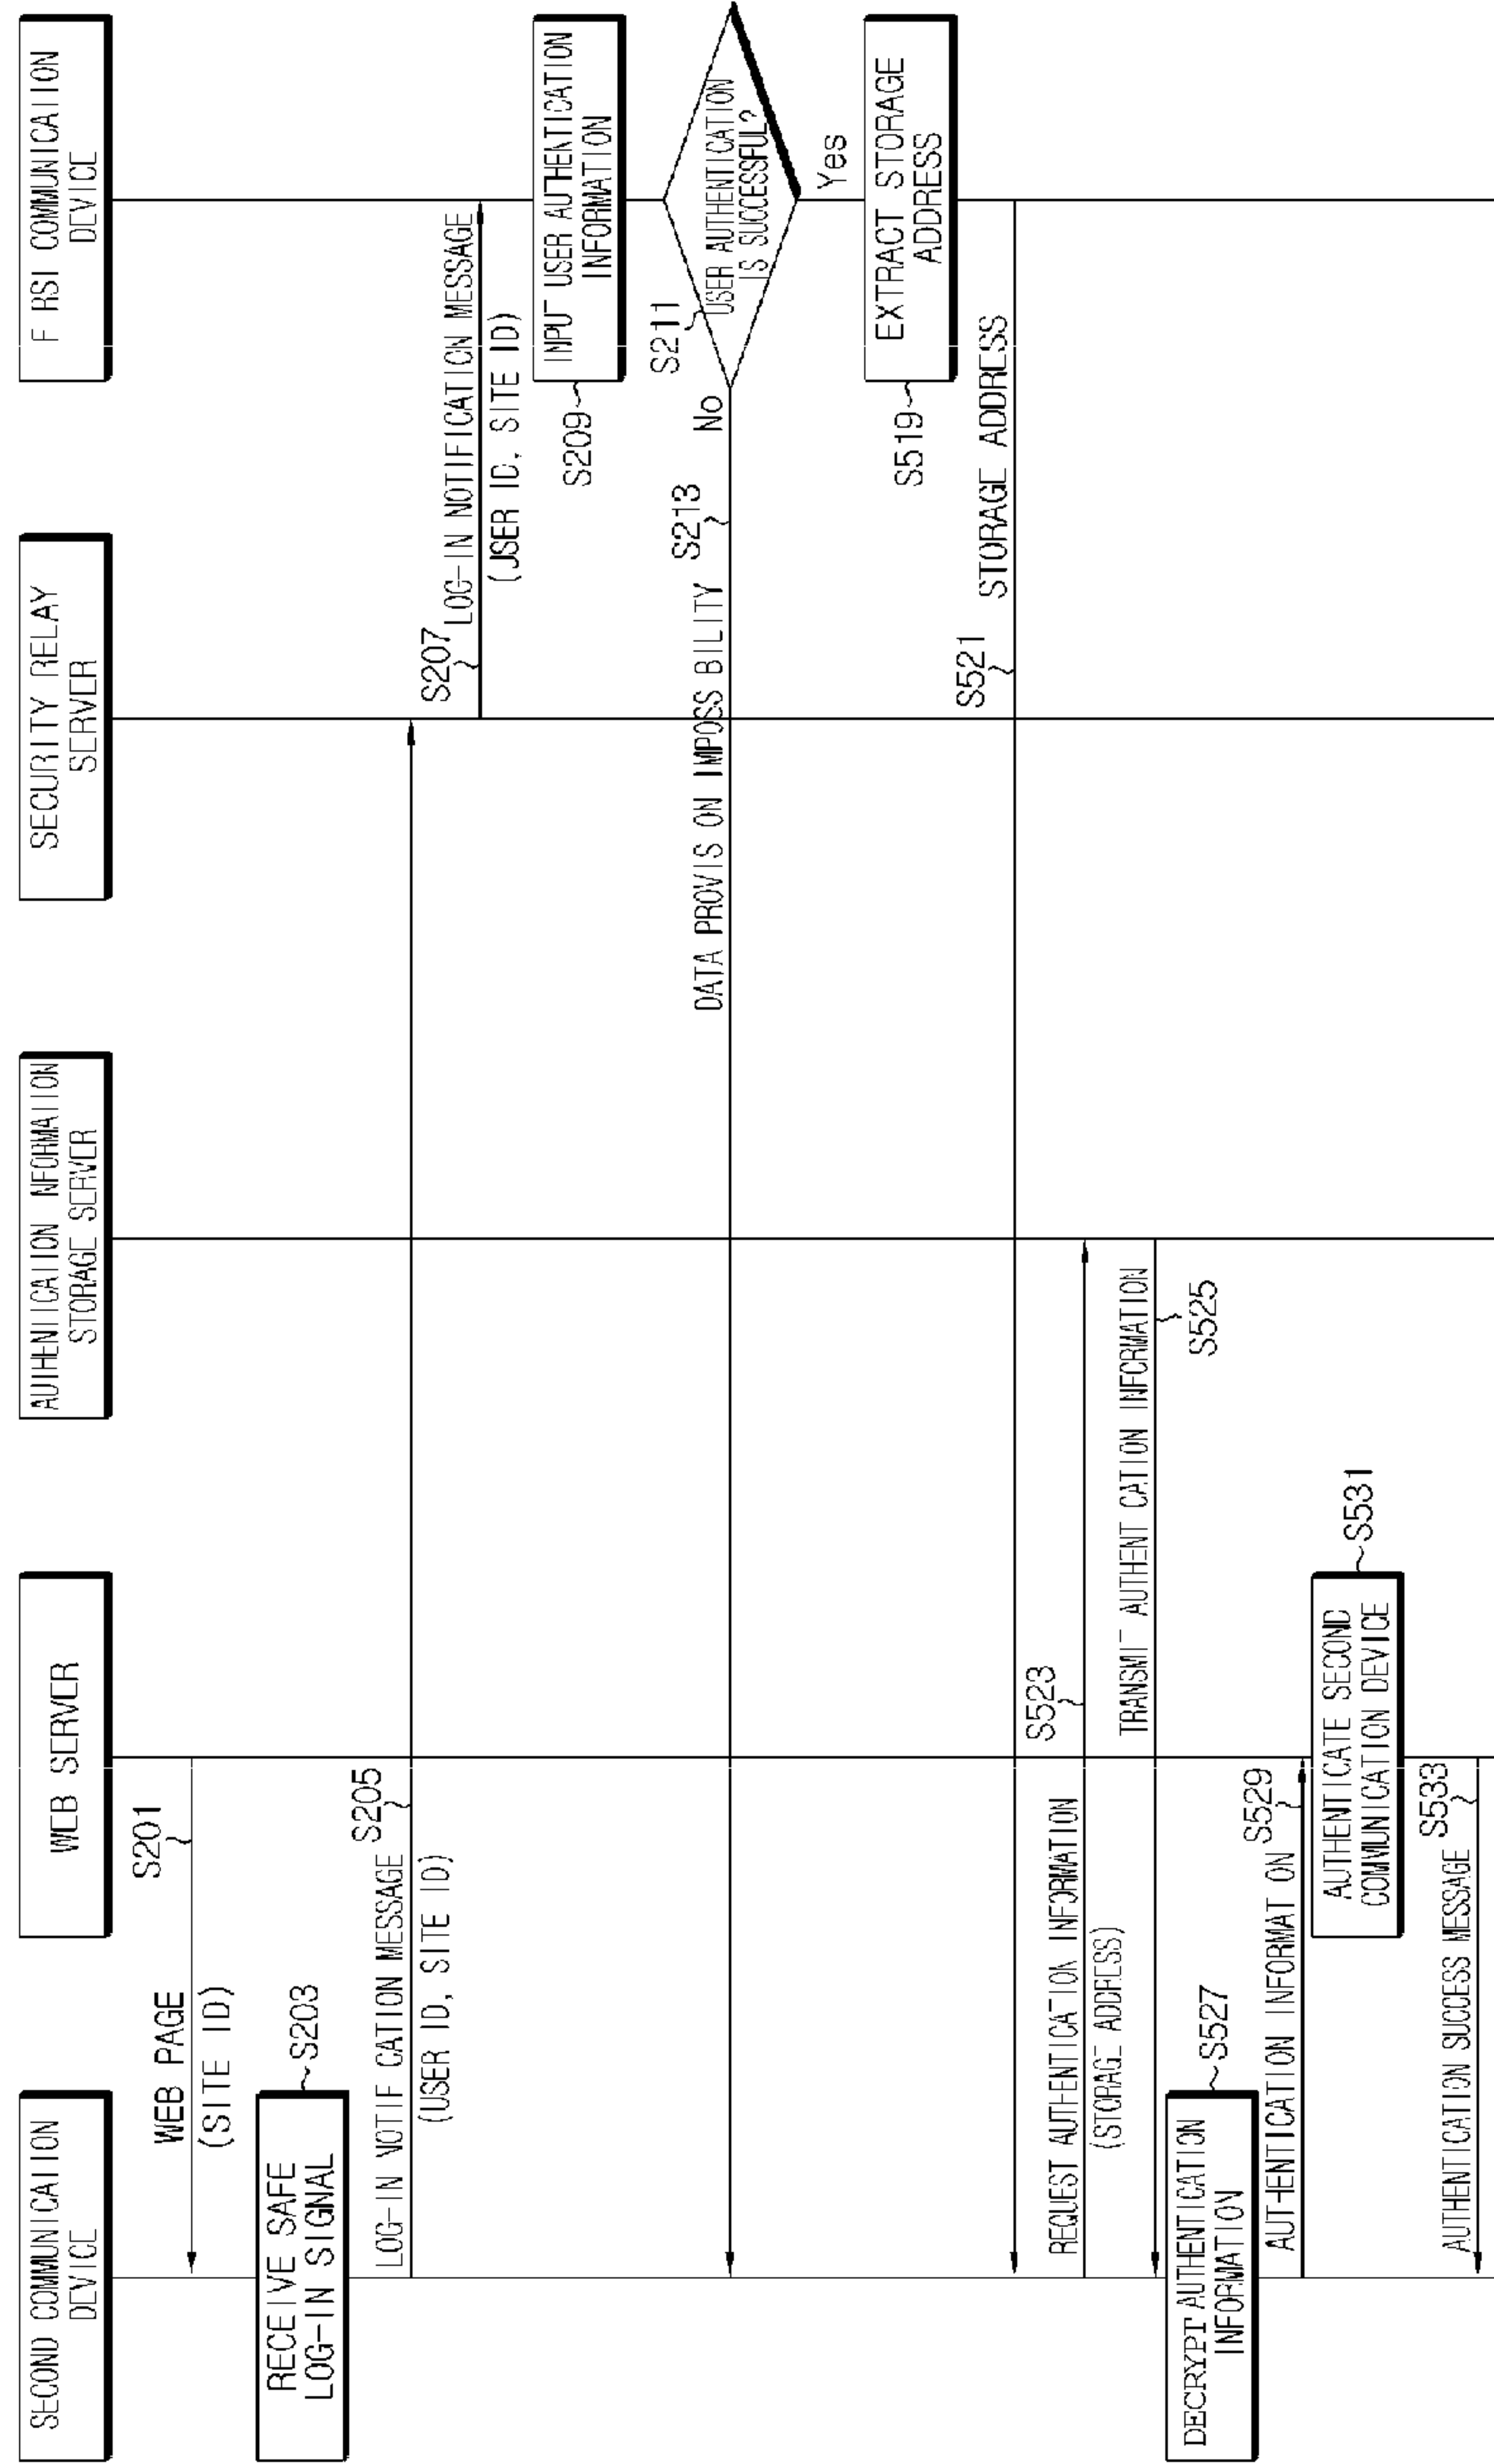 SECOND COMMUNICATION
DEVICE
WEB SERVER
AUTHENTICATION INFORMATION
STORAGE SERVER
SECURITY RELAY
SERVER
FIRST COMMUNICATION
DEVICE
S201
WEB PAGE
(SITE ID)
RECEIVE SAFE
LOG-IN SIGNAL
S203
LOG-IN NOTIFICATION MESSAGE
S205
(USER ID, SITE ID)
S207
LOG-IN NOTIFICATION MESSAGE
(USER ID, SITE ID)
INPUT USER AUTHENTICATION
INFORMATION
S209
S211
USER AUTHENTICATION
IS SUCCESSFUL?
No
Yes
S213
DATA PROVISION IMPOSSIBILITY
EXTRACT STORAGE
ADDRESS
S519
S521
STORAGE ADDRESS
S523
REQUEST AUTHENTICATION INFORMATION
(STORAGE ADDRESS)
TRANSMIT AUTHENTICATION INFORMATION
S525
DECRYPT AUTHENTICATION
INFORMATION
S527
AUTHENTICATION INFORMATION
S529
AUTHENTICATE SECOND
COMMUNICATION DEVICE
S531
AUTHENTICATION SUCCESS MESSAGE
S533